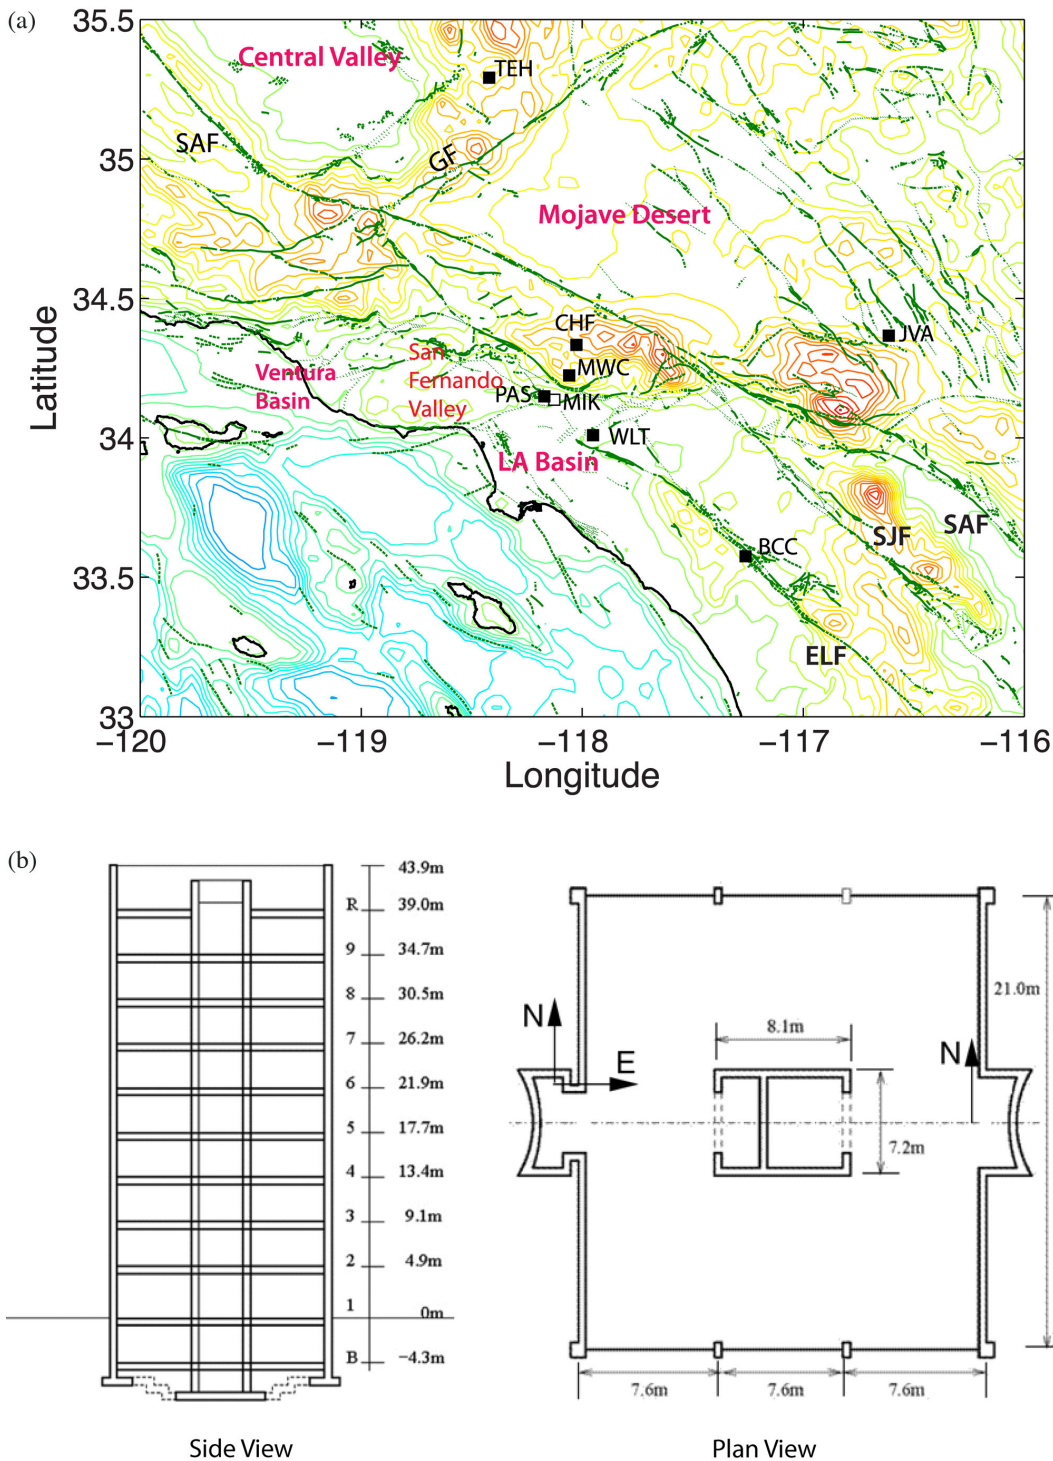 (a)
35.5
Central Valley
TEH
SAF
35
GF
Mojave Desert
34.5
CHF
JVA
San
Ventura
Fernando
MWC
Basin
Valley
PAS
MIK
34
WLT
LA Basin
SJF
SAF
BCC
33.5
ELF
33
−120
−119
−118
−117
−116
Latitude
Longitude
(b)
43.9m
R
39.0m
9
34.7m
8
30.5m
7
26.2m
6
21.9m
5
17.7m
4
13.4m
3
9.1m
2
4.9m
1
0m
B
−4.3m
Side View
21.0m
N
8.1m
N
E
7.2m
7.6m
7.6m
7.6m
Plan View